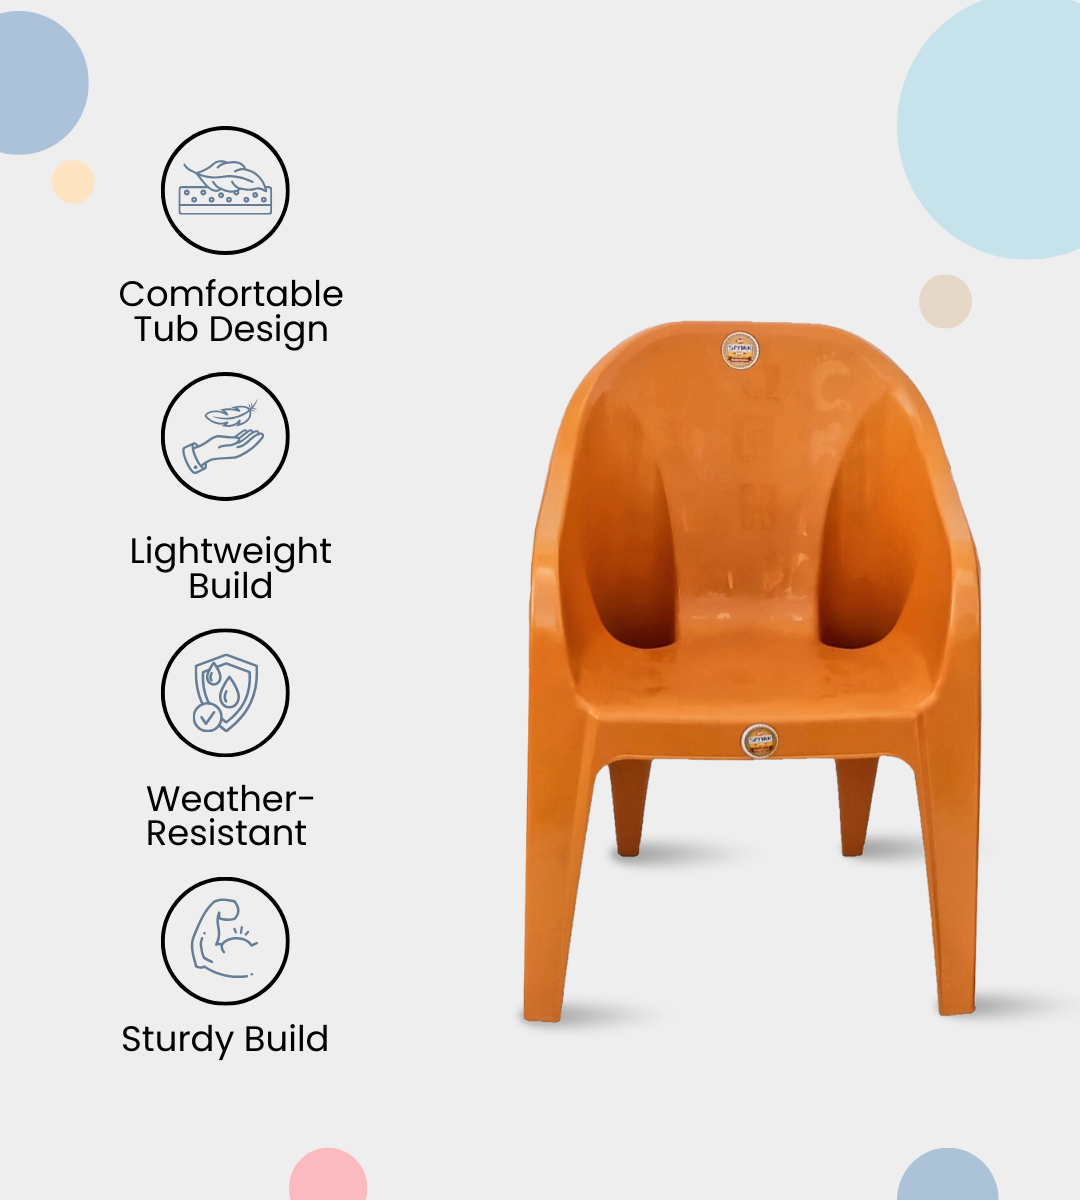 Comfortable
Tub Design
Lightweight
Build
Weather-
Resistant
Sturdy Build